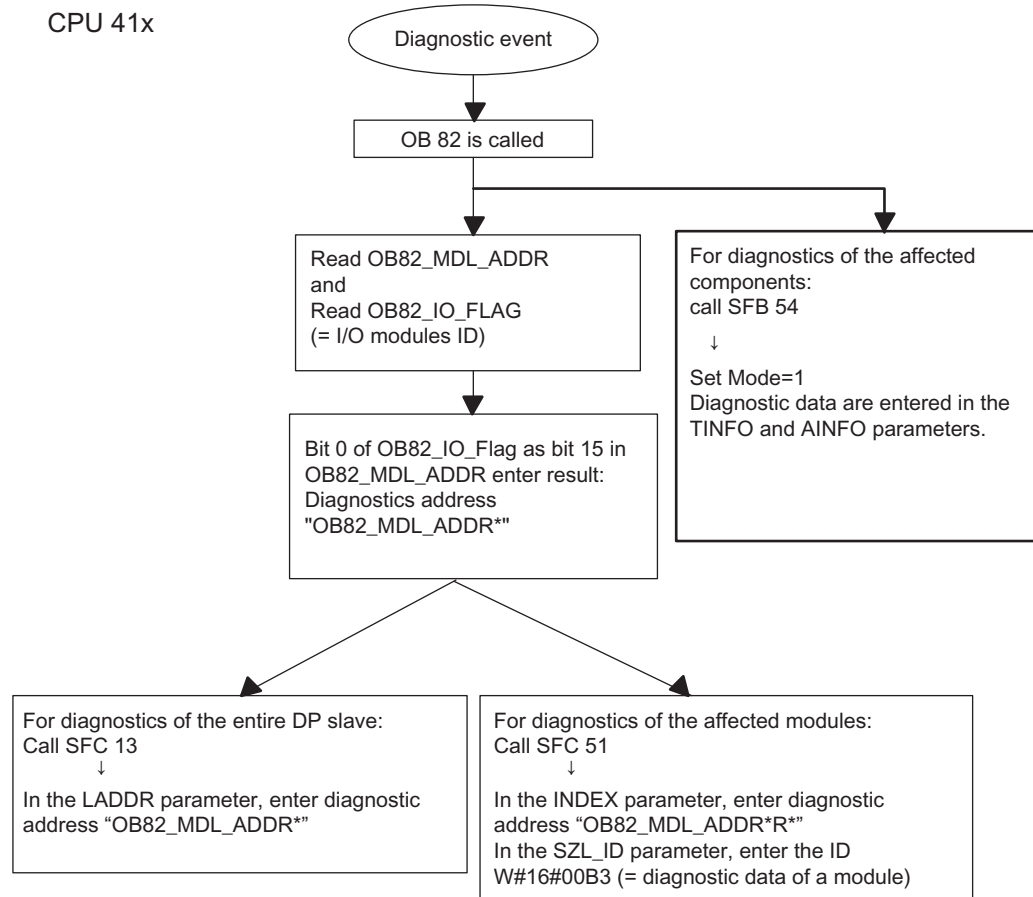 CPU 41x
Diagnostic event
OB 82 is called
Read OB82_MDL_ADDR
and
Read OB82_IO_FLAG
(= I/O modules ID)
For diagnostics of the affected
components:
call SFB 54
↓
Set Mode=1
Diagnostic data are entered in the
TINFO and AINFO parameters.
Bit 0 of OB82_IO_Flag as bit 15 in
OB82_MDL_ADDR enter result:
Diagnostics address
"OB82_MDL_ADDR*"
For diagnostics of the entire DP slave:
Call SFC 13
↓
In the LADDR parameter, enter diagnostic
address “OB82_MDL_ADDR*”
For diagnostics of the affected modules:
Call SFC 51
↓
In the INDEX parameter, enter diagnostic
address “OB82_MDL_ADDR*R*”
In the SZL_ID parameter, enter the ID
W#16#00B3 (= diagnostic data of a module)